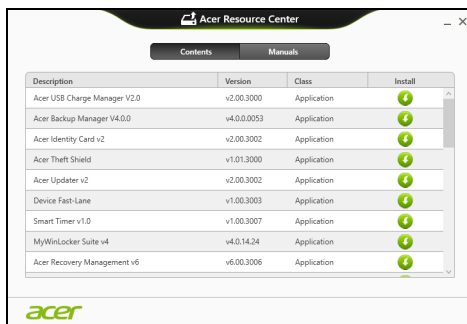 Acer Resource Center
Contents Manuals
Description Version Class Install
Acer USB Charge Manager V2.0 v2.00.3000 Application
Acer Backup Manager V4.0.0 v4.0.0.0053 Application
Acer Identity Card v2 v2.00.3002 Application
Acer Theft Shield v1.01.3000 Application
Acer Updater v2 v2.00.3002 Application
Device Fast-Lane v1.00.3003 Application
Smart Timer v1.0 v1.00.3007 Application
MyWinLocker Suite v4 v4.0.14.24 Application
Acer Recovery Management v6 v6.00.3006 Application
acer